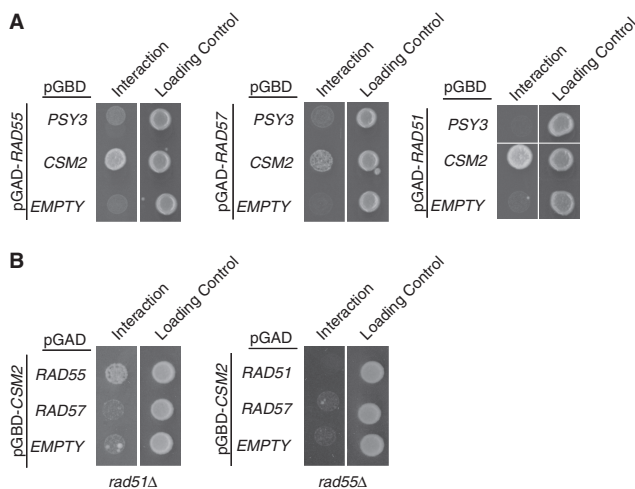 A
pGBD
Interaction
Loading Control
pGAD-RAD55
PSY3
CSM2
EMPTY
pGBD
Interaction
Loading Control
pGAD-RAD57
PSY3
CSM2
EMPTY
pGBD
Interaction
Loading Control
pGAD-RAD51
PSY3
CSM2
EMPTY
B
pGAD
Interaction
Loading Control
pGBD-CSM2
RAD55
RAD57
EMPTY
rad51Δ
pGAD
Interaction
Loading Control
pGBD-CSM2
RAD51
RAD57
EMPTY
rad55Δ